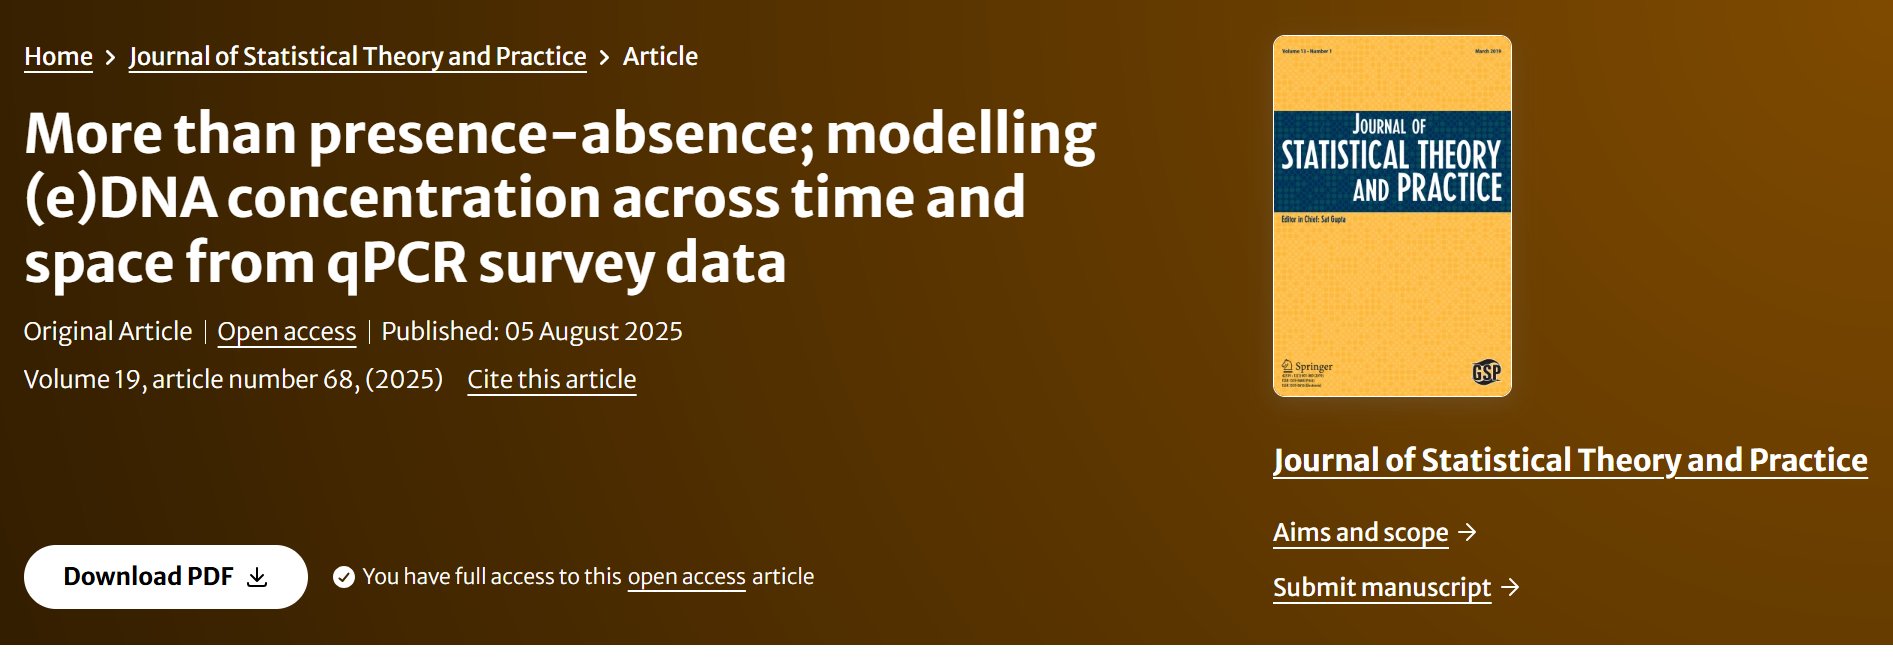 Home > Journal of Statistical Theory and Practice > Article
More than presence-absence; modelling
(e)DNA concentration across time and
space from qPCR survey data
Original Article | Open access | Published: 05 August 2025
Volume 19, article number 68, (2025) Cite this article
Download PDF
You have full access to this open access article
Volume 13 • Number 1 March 2019
JOURNAL OF
STATISTICAL THEORY
AND PRACTICE
Editor in Chief: Sat Gupta
Springer
GSP
Journal of Statistical Theory and Practice
Aims and scope →
Submit manuscript →